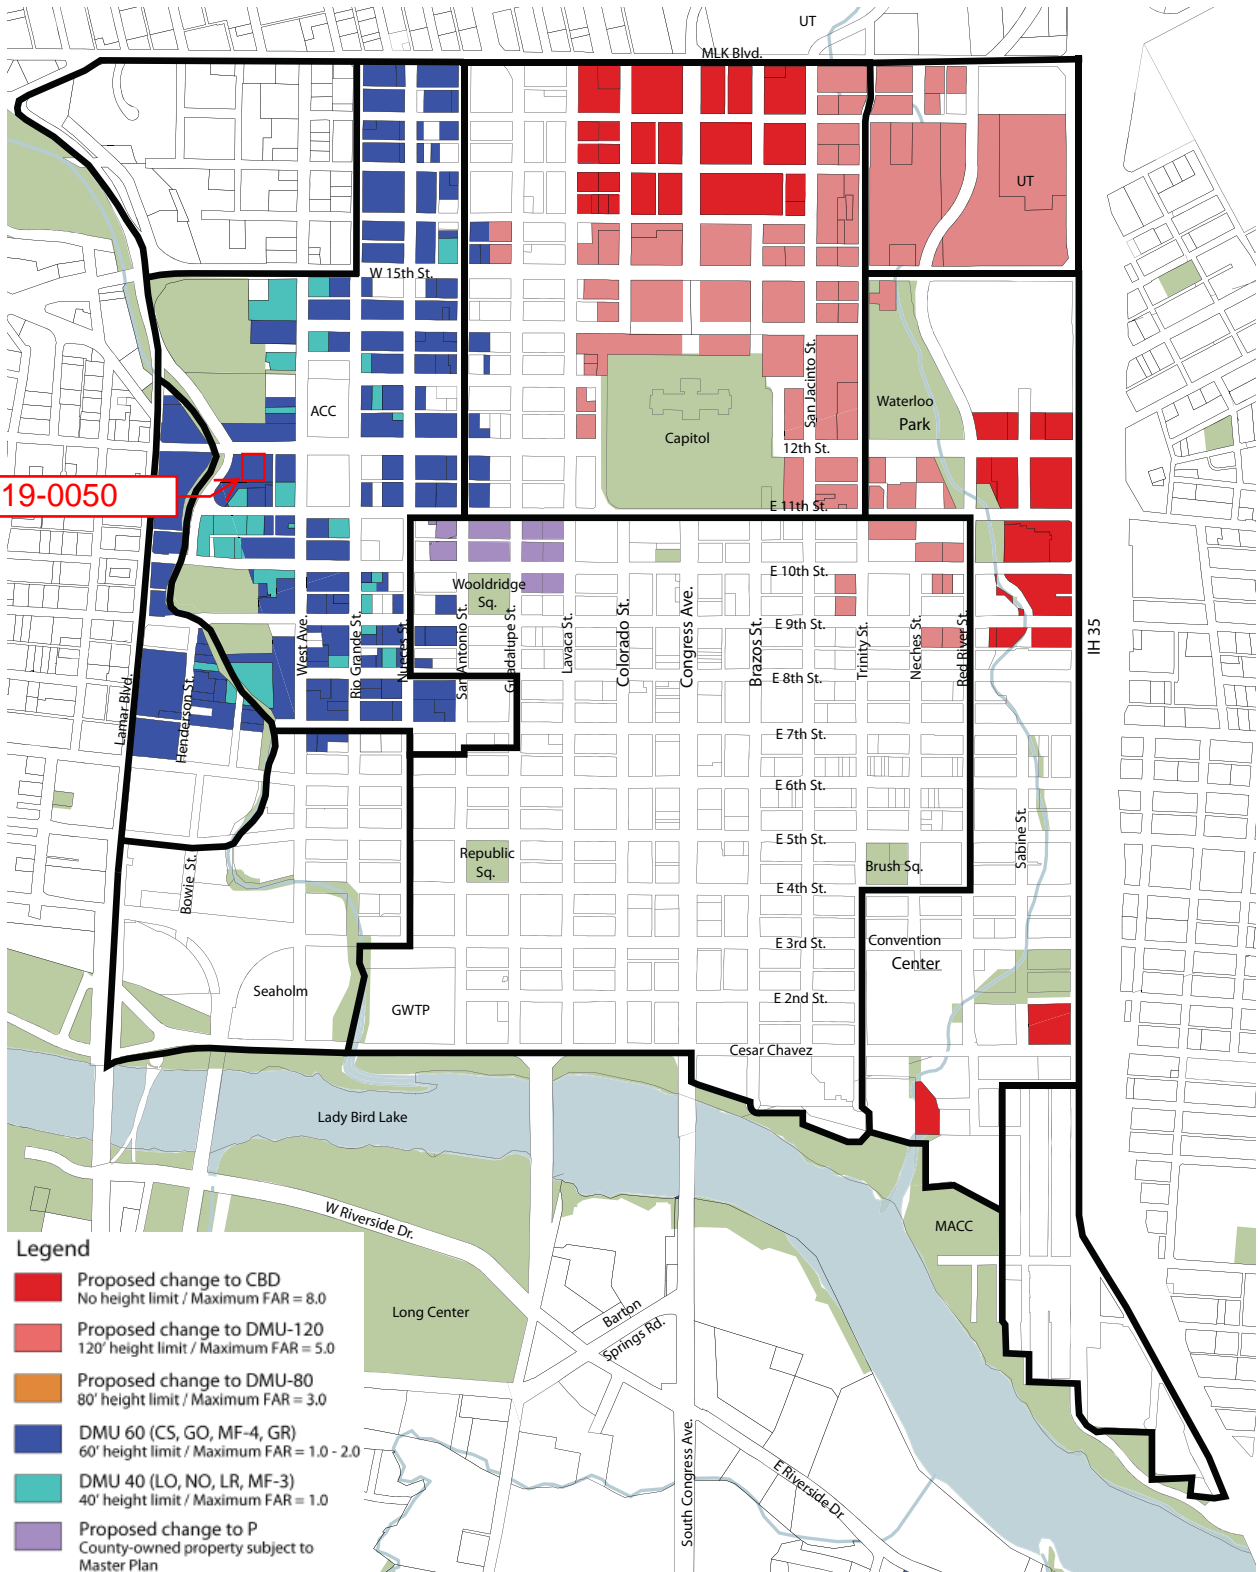 UT
MLK Blvd.
UT
W 15th St.
San Jacinto St.
Waterloo
Park
ACC
Capitol
12th St.
19-0050
E 11th St.
E 10th St.
Wooldridge
Sq.
E 9th St.
West Ave.
Rio Grande St.
Nueces St.
San Antonio St.
Guadalupe St.
Lavaca St.
Colorado St.
Congress Ave.
Brazos St.
Trinity St.
Neches St.
Red River St.
IH 35
E 8th St.
Lamar Blvd.
Henderson St.
E 7th St.
E 6th St.
E 5th St.
Sabine St.
Republic
Sq.
Brush Sq.
Bowie St.
E 4th St.
E 3rd St.
Convention
Center
Seaholm
GWTP
E 2nd St.
Cesar Chavez
Lady Bird Lake
W Riverside Dr.
MACC
Long Center
Barton
Springs Rd.
South Congress Ave.
E Riverside Dr
Legend
Proposed change to CBD
No height limit / Maximum FAR = 8.0
Proposed change to DMU-120
120' height limit / Maximum FAR = 5.0
Proposed change to DMU-80
80' height limit / Maximum FAR = 3.0
DMU 60 (CS, GO, MF-4, GR)
60' height limit / Maximum FAR = 1.0 - 2.0
DMU 40 (LO, NO, LR, MF-3)
40' height limit / Maximum FAR = 1.0
Proposed change to P
County-owned property subject to
Master Plan